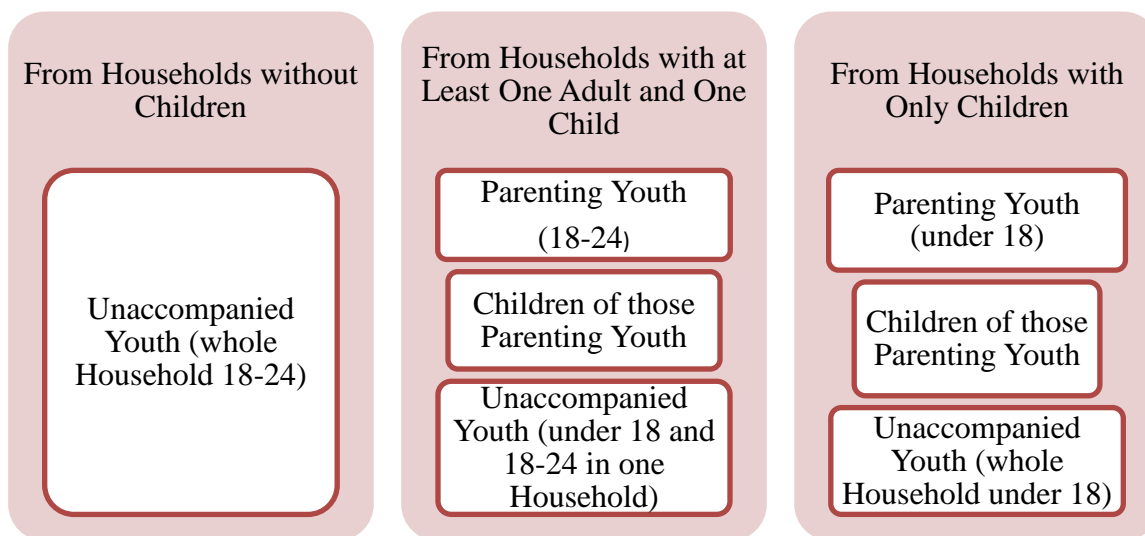 From Households without
Children
Unaccompanied
Youth (whole
Household 18-24)
From Households with at
Least One Adult and One
Child
Parenting Youth
(18-24)
Children of those
Parenting Youth
Unaccompanied
Youth (under 18 and
18-24 in one
Household)
From Households with
Only Children
Parenting Youth
(under 18)
Children of those
Parenting Youth
Unaccompanied
Youth (whole
Household under 18)